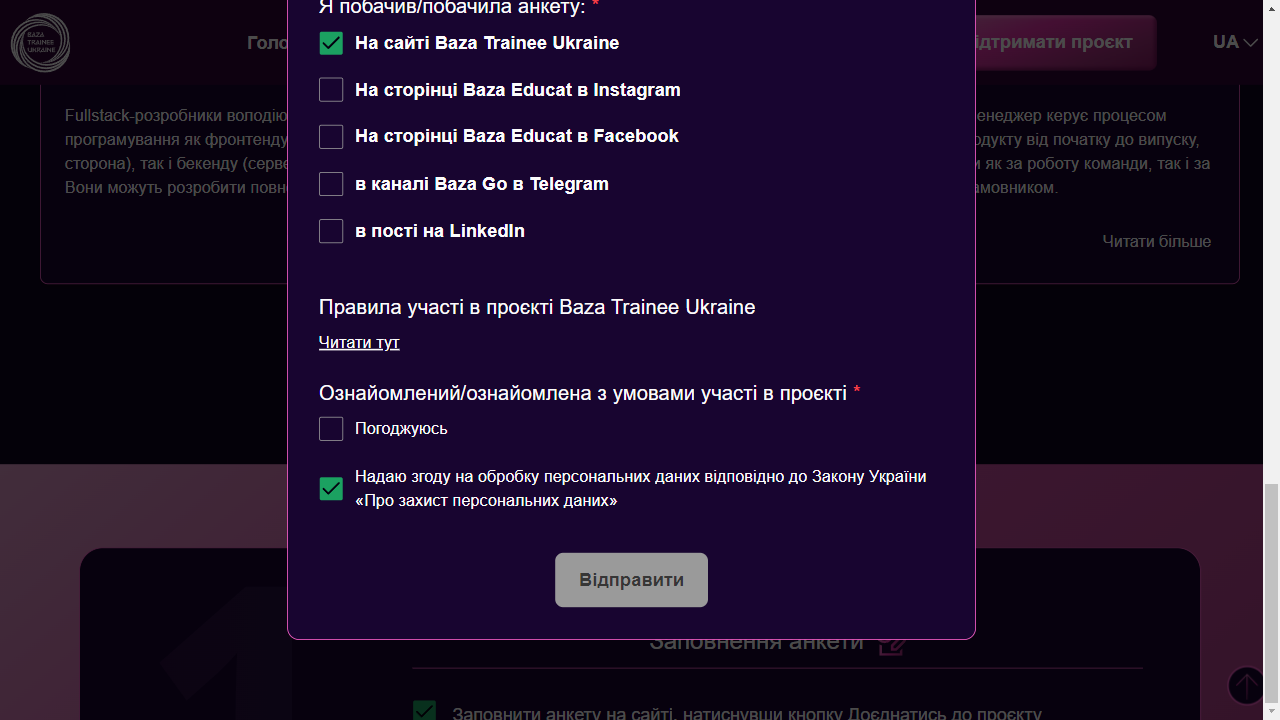 Я побачив/побачила анкету: *
BAZA
TRAINEE
UKRAINE
Голо
ідтримати проєкт
UA
На сайті Baza Trainee Ukraine
На сторінці Baza Educat в Instagram
На сторінці Baza Educat в Facebook
в каналі Baza Go в Telegram
в пості на LinkedIn
Fullstack-розробники володію
програмування як фронтенду
сторона), так і бекенду (серве
Вони можуть розробити повн
енеджер керує процесом
одукту від початку до випуску,
и як за роботу команди, так і за
амовником.
Читати більше
Правила участі в проєкті Baza Trainee Ukraine
Читати тут
Ознайомлений/ознайомлена з умовами участі в проєкті *
Погоджуюсь
Надаю згоду на обробку персональних даних відповідно до Закону України
«Про захист персональних даних»
Відправити
1
Заповнення анкети
Заповнити анкету на сайті, натиснувши кнопку Доєднатись до проєкту